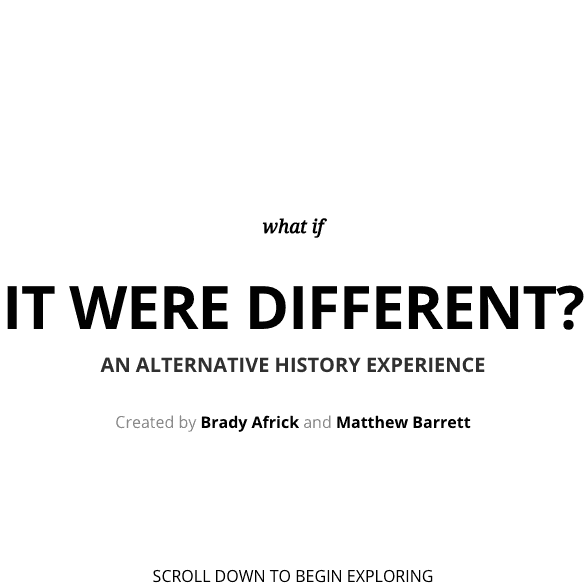 what if
IT WERE DIFFERENT?
AN ALTERNATIVE HISTORY EXPERIENCE
Created by Brady Africk and Matthew Barrett
SCROLL DOWN TO BEGIN EXPLORING